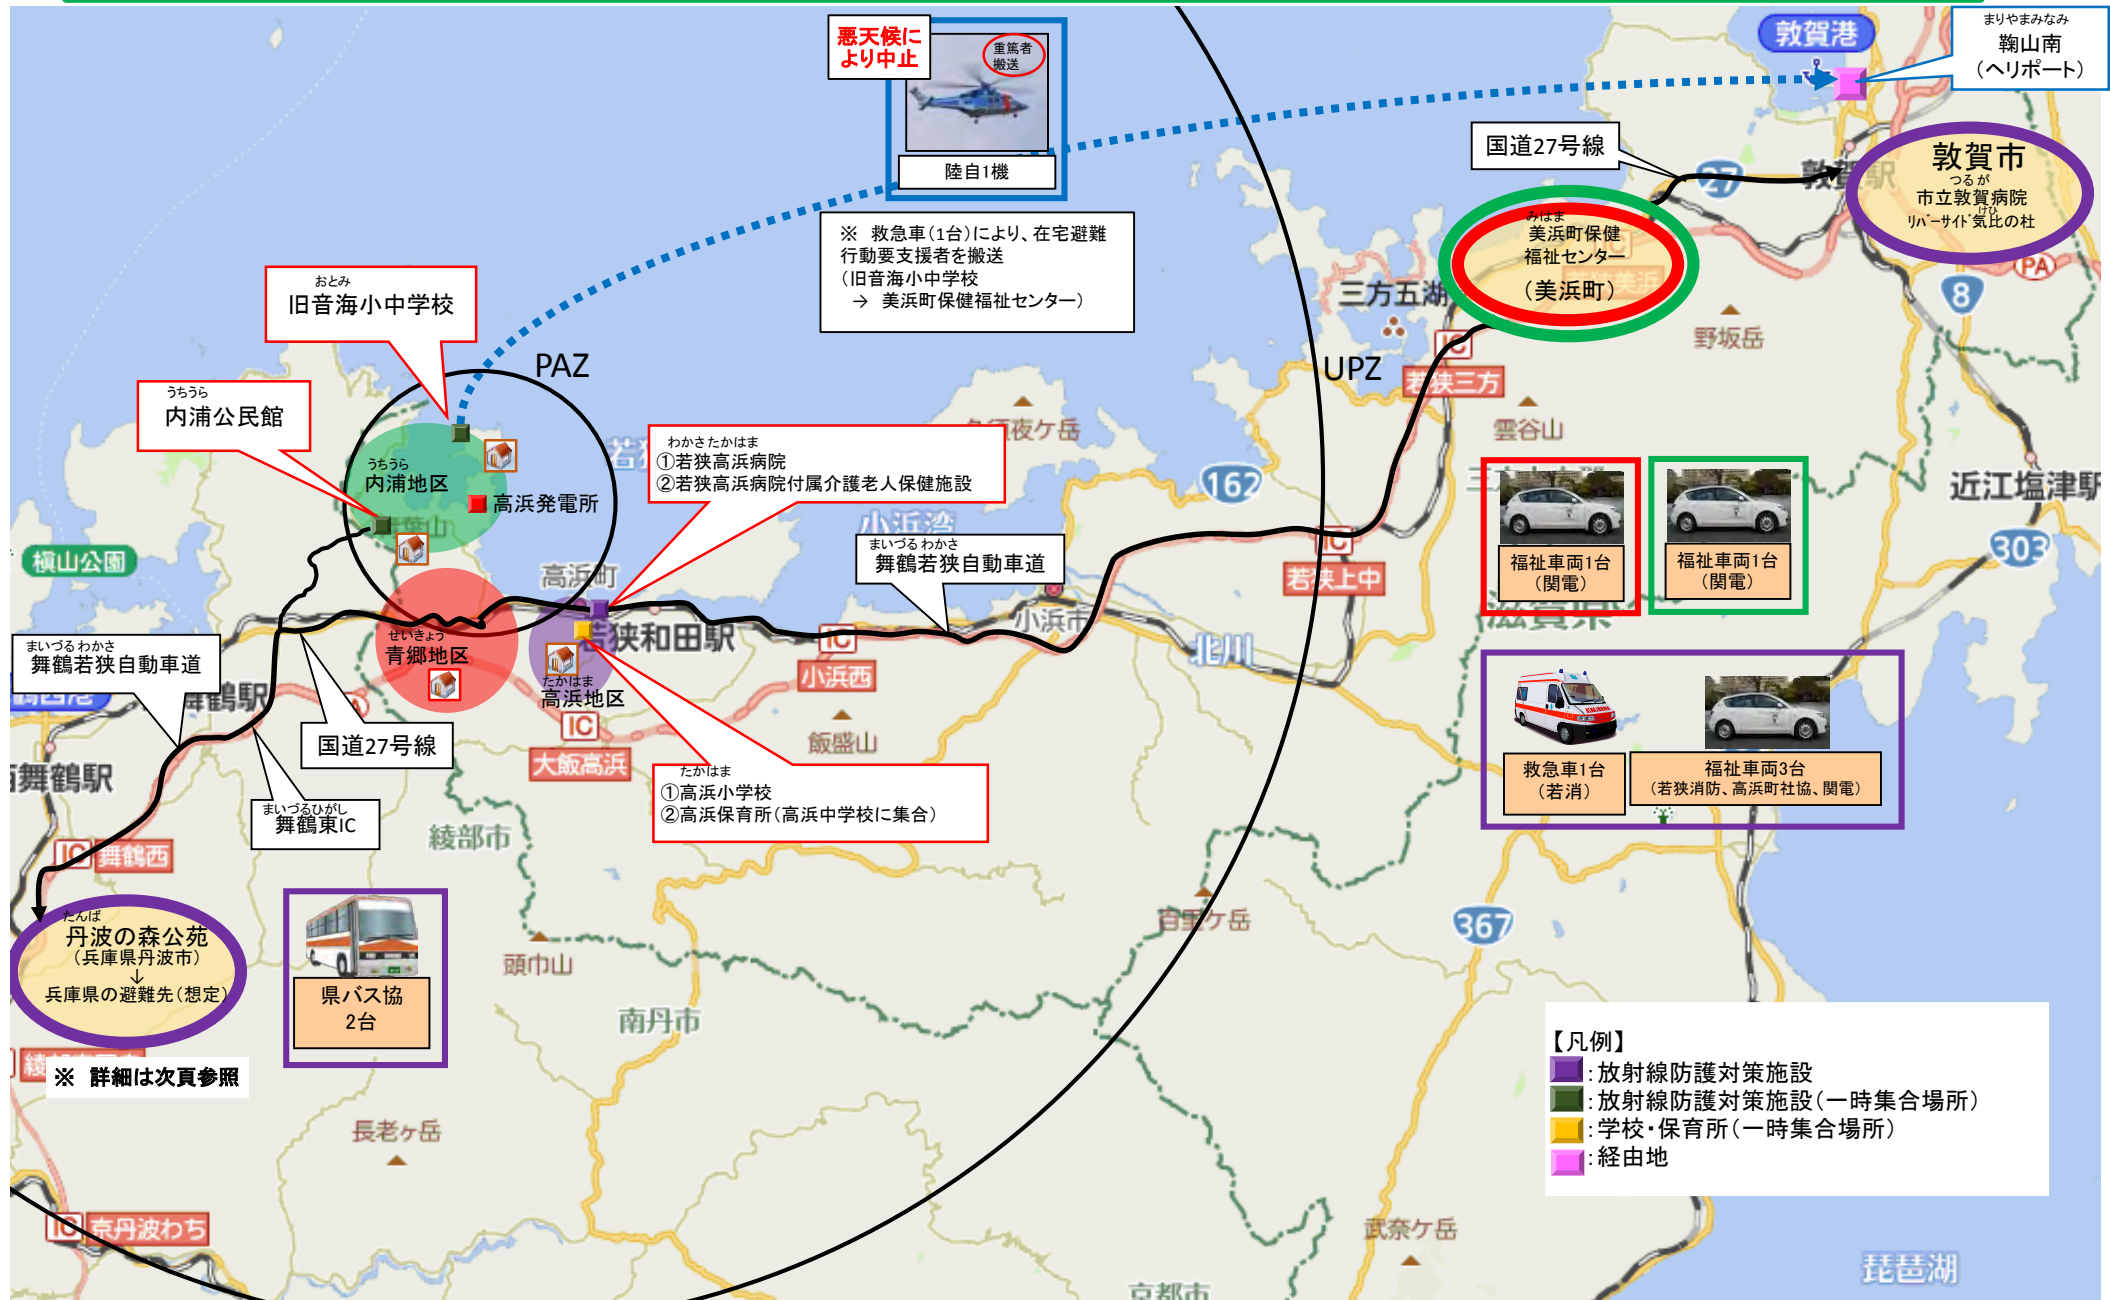 悪天候に
より中止
重篤者
搬送
陸自1機
※ 救急車(1台)により、在宅避難
行動要支援者を搬送
(旧音海小中学校
→ 美浜町保健福祉センター)
敦賀港
まりやまみなみ
鞠山南
(ヘリポート)
国道27号線
27
敦賀駅
敦賀市
つるが
市立敦賀病院
けひ
リバーサイド気比の杜
PA
8
みはま
美浜町保健
福祉センター
(美浜町)
若狭美浜
三方五湖
野坂岳
IC
若狭三方
雲谷山
おとみ
旧音海小中学校
PAZ
UPZ
うちうら
内浦公民館
うちうら
内浦地区
高浜発電所
わかさたかはま
①若狭高浜病院
②若狭高浜病院付属介護老人保健施設
162
小浜湾
まいづるわかさ
舞鶴若狭自動車道
IC
若狭上中
福祉車両1台
(関電)
福祉車両1台
(関電)
近江塩津駅
303
滋賀県
槇山公園
高浜町
若狭和田駅
小浜市
北川
IC
小浜西
飯盛山
せいきょう
青郷地区
たかはま
高浜地区
IC
大飯高浜
まいづるわかさ
舞鶴若狭自動車道
国道27号線
まいづるひがし
舞鶴東IC
たかはま
①高浜小学校
②高浜保育所(高浜中学校に集合)
救急車1台
(若消)
福祉車両3台
(若狭消防、高浜町社協、関電)
綾部市
IC
舞鶴西
たんば
丹波の森公苑
(兵庫県丹波市)
↓
兵庫県の避難先(想定)
※ 詳細は次頁参照
県バス協
2台
頭巾山
南丹市
長老ヶ岳
百里ケ岳
367
【凡例】
:放射線防護対策施設
:放射線防護対策施設(一時集合場所)
:学校・保育所(一時集合場所)
:経由地
IC
京丹波わち
武奈ケ岳
京都市
琵琶湖